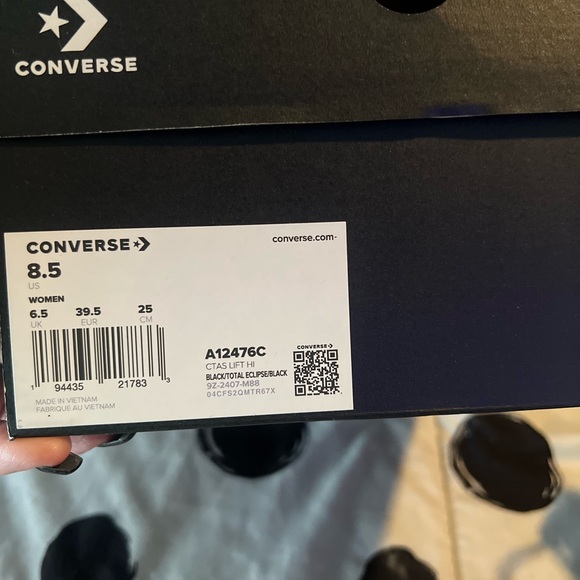 CONVERSE
CONVERSE converse.com
8.5
US
WOMEN
6.5 39.5 25
UK EUR CM
1 94435 21783 3
A12476C
CTAS LIFT HI
BLACK/TOTAL ECLIPSE/BLACK
9Z-2407-M88
04CFS2QMTR67X
CONVERSE
MADE IN VIETNAM
FABRIQUÉ AU VIETNAM